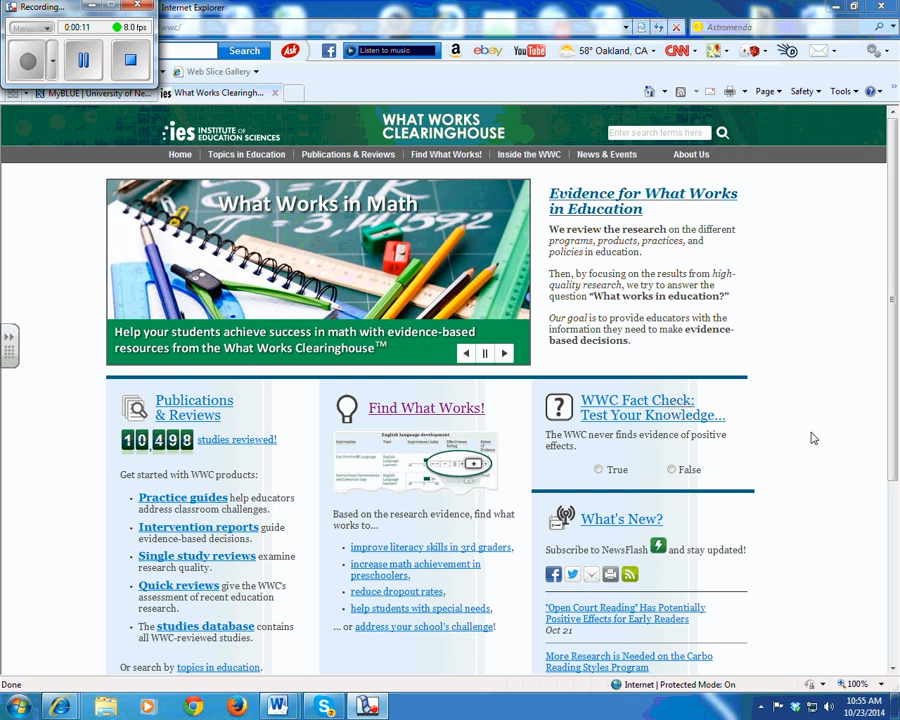 Recording...
Internet Explorer
Menu
0:00:11
8.0 fps
wwc/
Astromenda
Search
Ask
Listen to music
a
ebay
YouTube
58° Oakland, CA
CNN
Web Slice Gallery
MyBLUE | University of Ne...
ies What Works Clearingh...
Page
Safety
Tools
ies INSTITUTE OF
EDUCATION SCIENCES
WHAT WORKS
CLEARINGHOUSE
Enter search terms here
Home | Topics in Education | Publications & Reviews | Find What Works! | Inside the WWC | News & Events
About Us
What Works in Math
π = 3.141592
Help your students achieve success in math with evidence-based
resources from the What Works Clearinghouse™
Evidence for What Works
in Education
We review the research on the different
programs, products, practices, and
policies in education.
Then, by focusing on the results from high-
quality research, we try to answer the
question “What works in education?”
Our goal is to provide educators with the
information they need to make evidence-
based decisions.
Publications
& Reviews
10,498 studies reviewed!
Get started with WWC products:
• Practice guides help educators
address classroom challenges.
• Intervention reports guide
evidence-based decisions.
• Single study reviews examine
research quality.
• Quick reviews give the WWC's
assessment of recent education
research.
• The studies database contains
all WWC-reviewed studies.
Or search by topics in education.
Find What Works!
English language development
Based on the research evidence, find what
works to...
• improve literacy skills in 3rd graders,
• increase math achievement in
preschoolers,
• reduce dropout rates,
• help students with special needs,
... or address your school's challenge!
WWC Fact Check:
Test Your Knowledge...
The WWC never finds evidence of positive
effects.
True
False
What's New?
Subscribe to NewsFlash and stay updated!
"Open Court Reading" Has Potentially
Positive Effects for Early Readers
Oct 21
More Research is Needed on the Carbo
Reading Styles Program
Done
Internet | Protected Mode: On
100%
10:55 AM
10/23/2014